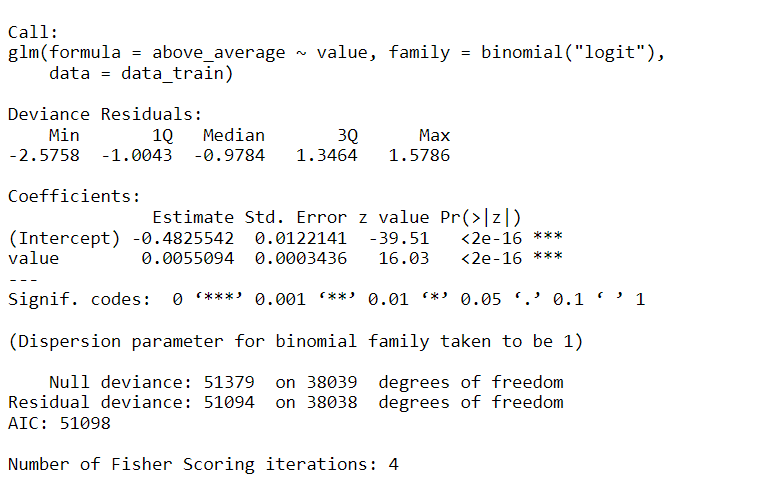 Call:
glm(formula = above_average ~ value, family = binomial("logit"),
    data = data_train)
Deviance Residuals:
    Min       1Q   Median       3Q      Max
-2.5758  -1.0043  -0.9784   1.3464   1.5786
Coefficients:
              Estimate Std. Error z value Pr(>|z|)
(Intercept) -0.4825542  0.0122141  -39.51   <2e-16 ***
value        0.0055094  0.0003436   16.03   <2e-16 ***
---
Signif. codes:  0 ‘***’ 0.001 ‘**’ 0.01 ‘*’ 0.05 ‘.’ 0.1 ‘ ’ 1
(Dispersion parameter for binomial family taken to be 1)
    Null deviance: 51379  on 38039  degrees of freedom
Residual deviance: 51094  on 38038  degrees of freedom
AIC: 51098
Number of Fisher Scoring iterations: 4